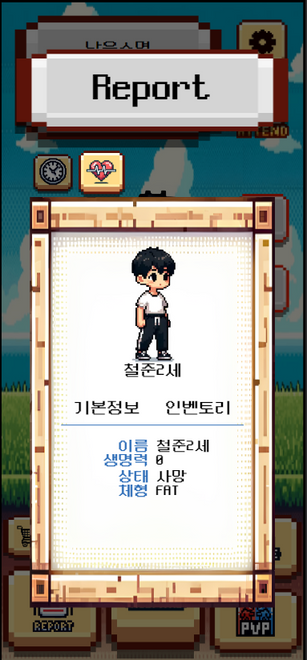 Report
철준2세
기본정보 인벤토리
이름 철준2세
생명력 0
상태 사망
체형 FAT
REPORT
PVP